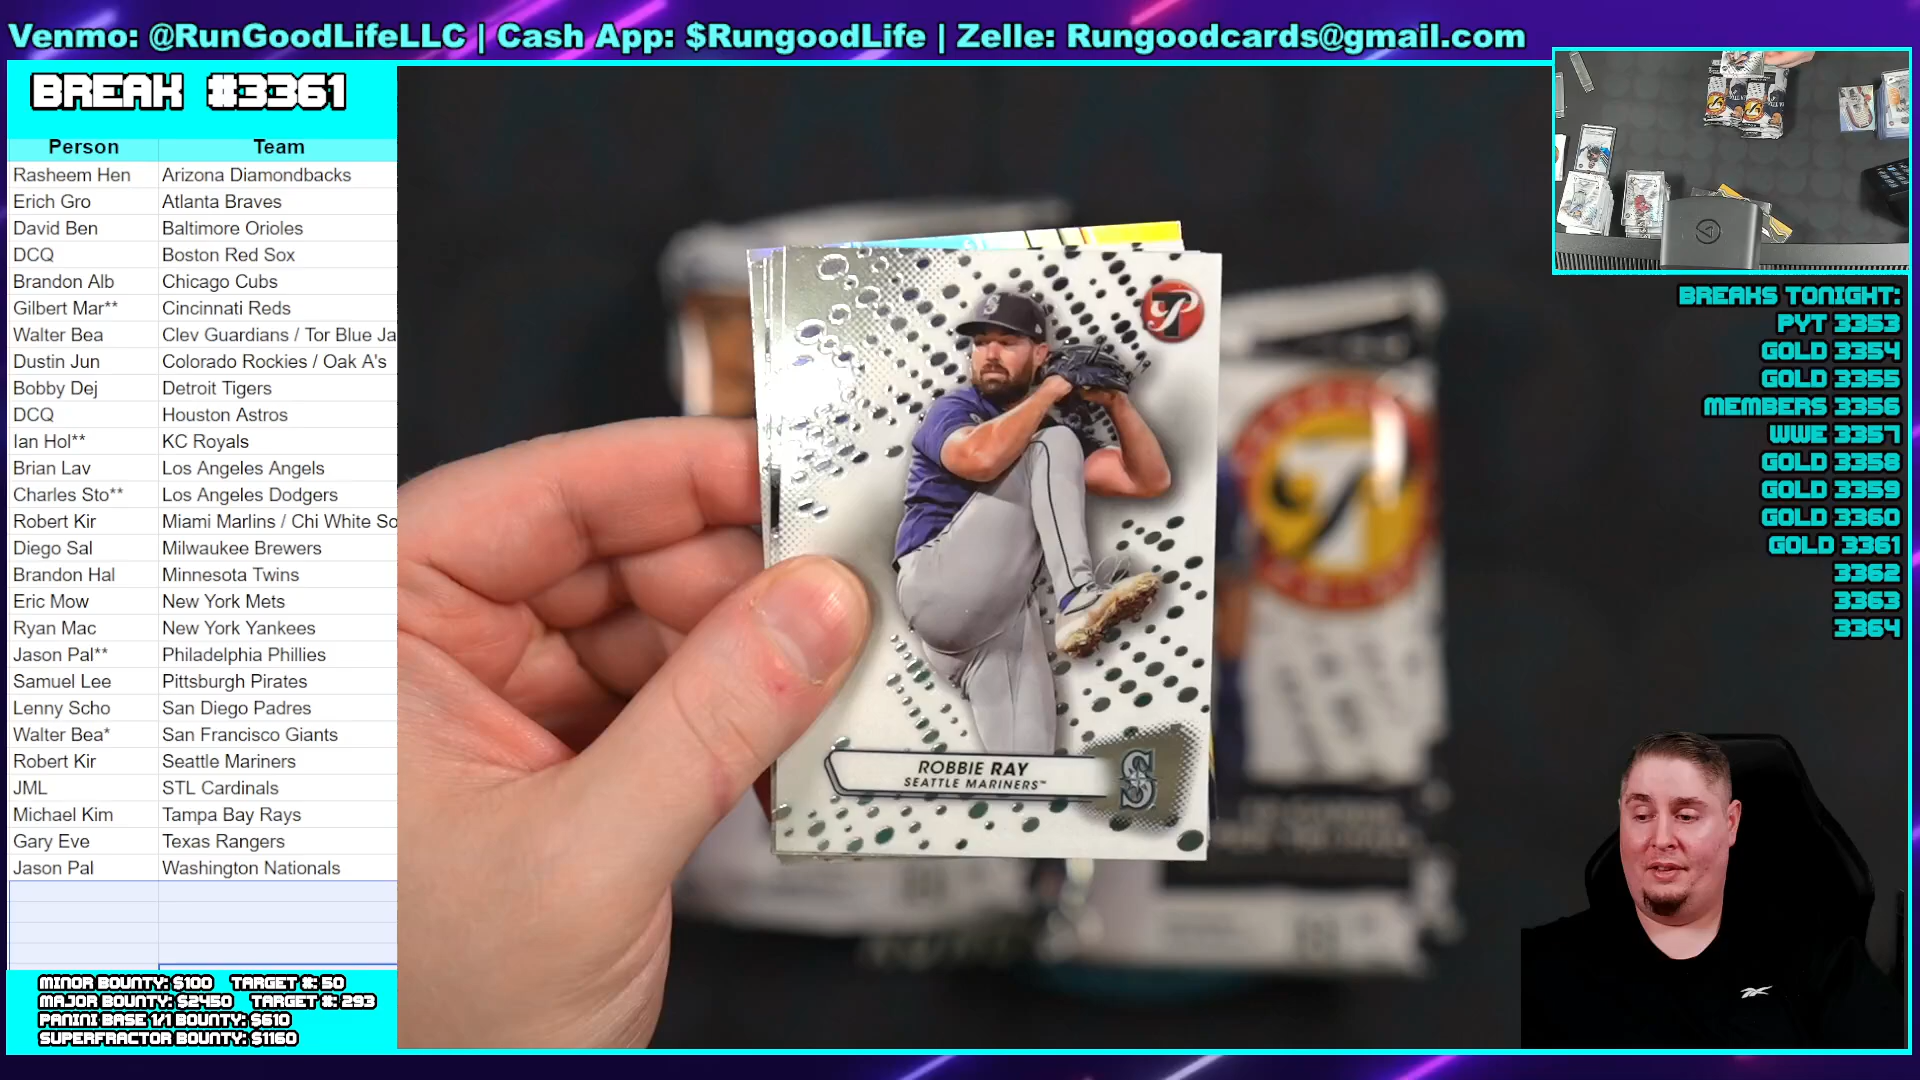 Venmo: @RunGoodLifeLLC | Cash App: $RungoodLife | Zelle: Rungoodcards@gmail.com
BREAK #3361
Person Team
Rasheem Hen Arizona Diamondbacks
Erich Gro Atlanta Braves
David Ben Baltimore Orioles
DCQ Boston Red Sox
Brandon Alb Chicago Cubs
Gilbert Mar** Cincinnati Reds
Walter Bea Clev Guardians / Tor Blue Ja
Dustin Jun Colorado Rockies / Oak A's
Bobby Dej Detroit Tigers
DCQ Houston Astros
Ian Hol** KC Royals
Brian Lav Los Angeles Angels
Charles Sto** Los Angeles Dodgers
Robert Kir Miami Marlins / Chi White So
Diego Sal Milwaukee Brewers
Brandon Hal Minnesota Twins
Eric Mow New York Mets
Ryan Mac New York Yankees
Jason Pal** Philadelphia Phillies
Samuel Lee Pittsburgh Pirates
Lenny Scho San Diego Padres
Walter Bea* San Francisco Giants
Robert Kir Seattle Mariners
JML STL Cardinals
Michael Kim Tampa Bay Rays
Gary Eve Texas Rangers
Jason Pal Washington Nationals
MINOR BOUNTY: $100 TARGET #: 50
MAJOR BOUNTY: $2450 TARGET #: 293
PANINI BASE 1/1 BOUNTY: $610
SUPERFRACTOR BOUNTY: $1160
ROBBIE RAY
SEATTLE MARINERS™
BREAKS TONIGHT:
PYT 3353
GOLD 3354
GOLD 3355
MEMBERS 3356
WWE 3357
GOLD 3358
GOLD 3359
GOLD 3360
GOLD 3361
3362
3363
3364